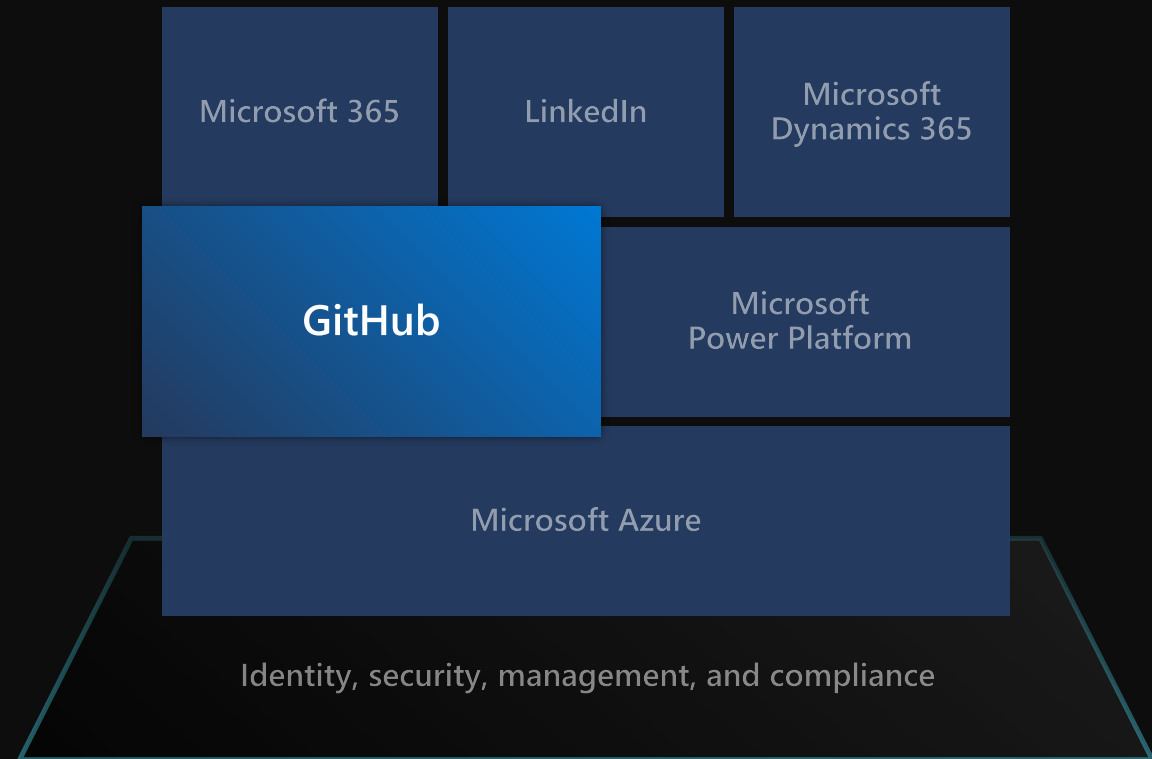 Microsoft 365
LinkedIn
Microsoft
Dynamics 365
GitHub
Microsoft
Power Platform
Microsoft Azure
Identity, security, management, and compliance